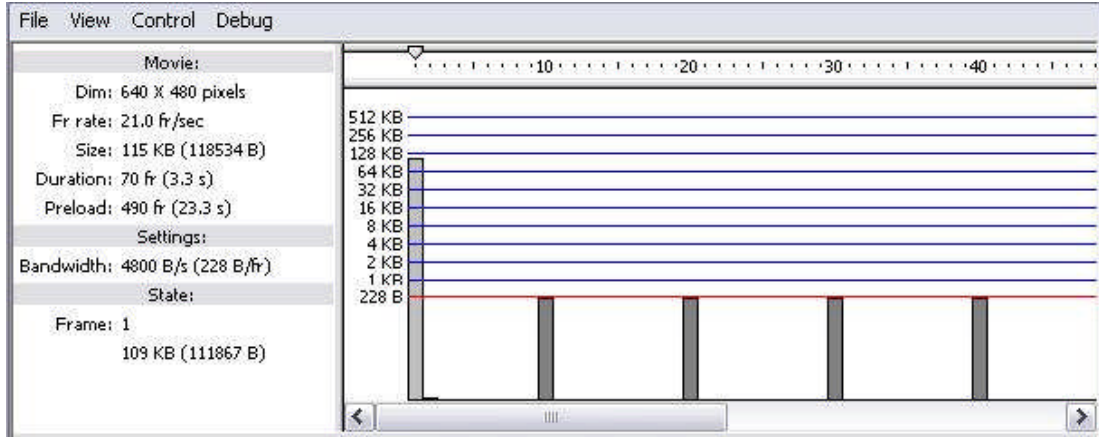 File View Control Debug
Movie:
Dim: 640 X 480 pixels
Fr rate: 21.0 fr/sec
Size: 115 KB (118534 B)
Duration: 70 fr (3.3 s)
Preload: 490 fr (23.3 s)
Settings:
Bandwidth: 4800 B/s (228 B/fr)
State:
Frame: 1
109 KB (111867 B)
10 20 30 40
512 KB
256 KB
128 KB
64 KB
32 KB
16 KB
8 KB
4 KB
2 KB
1 KB
228 B